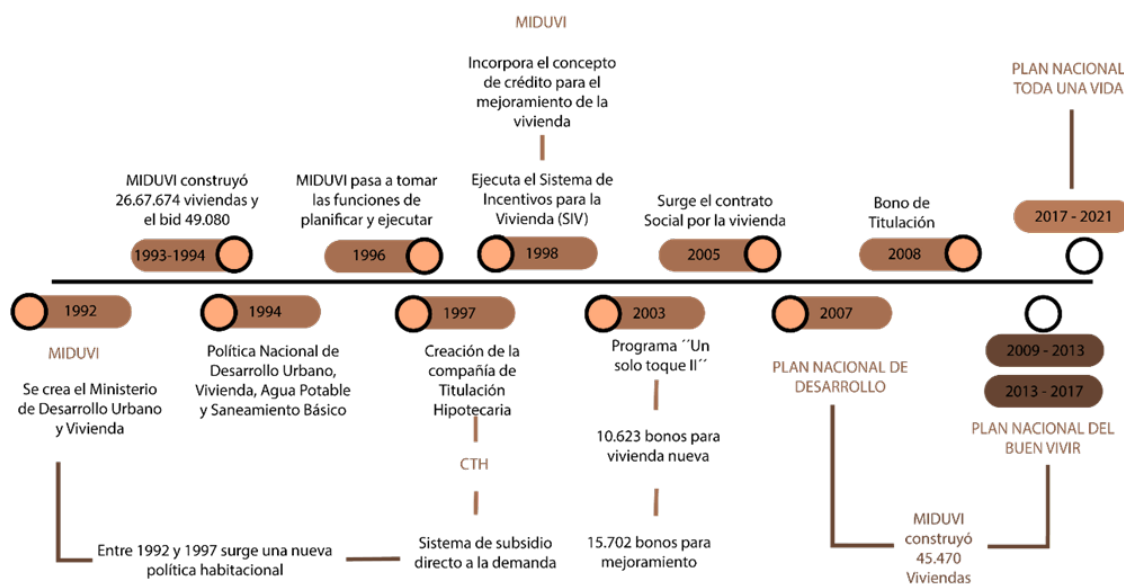 MIDUVI
Incorpora el concepto
de crédito para el
mejoramiento de la
vivienda
PLAN NACIONAL
TODA UNA VIDA
MIDUVI construyó
26.67.674 viviendas y
el bid 49.080
MIDUVI pasa a tomar
las funciones de
planificar y ejecutar
Ejecuta el Sistema de
Incentivos para la
Vivienda (SIV)
Surge el contrato
Social por la vivienda
Bono de
Titulación
1993-1994
1996
1998
2005
2008
2017 - 2021
1992
1994
1997
2003
2007
2009 - 2013
2013 - 2017
MIDUVI
Se crea el Ministerio
de Desarrollo Urbano
y Vivienda
Política Nacional de
Desarrollo Urbano,
Vivienda, Agua Potable
y Saneamiento Básico
Creación de la
compañía de
Titulación
Hipotecaria
Programa ´´Un
solo toque II´´
PLAN NACIONAL DE
DESARROLLO
PLAN NACIONAL DEL
BUEN VIVIR
CTH
10.623 bonos para
vivienda nueva
Entre 1992 y 1997 surge una nueva
política habitacional
Sistema de subsidio
directo a la demanda
15.702 bonos para
mejoramiento
MIDUVI
construyó
45.470
Viviendas